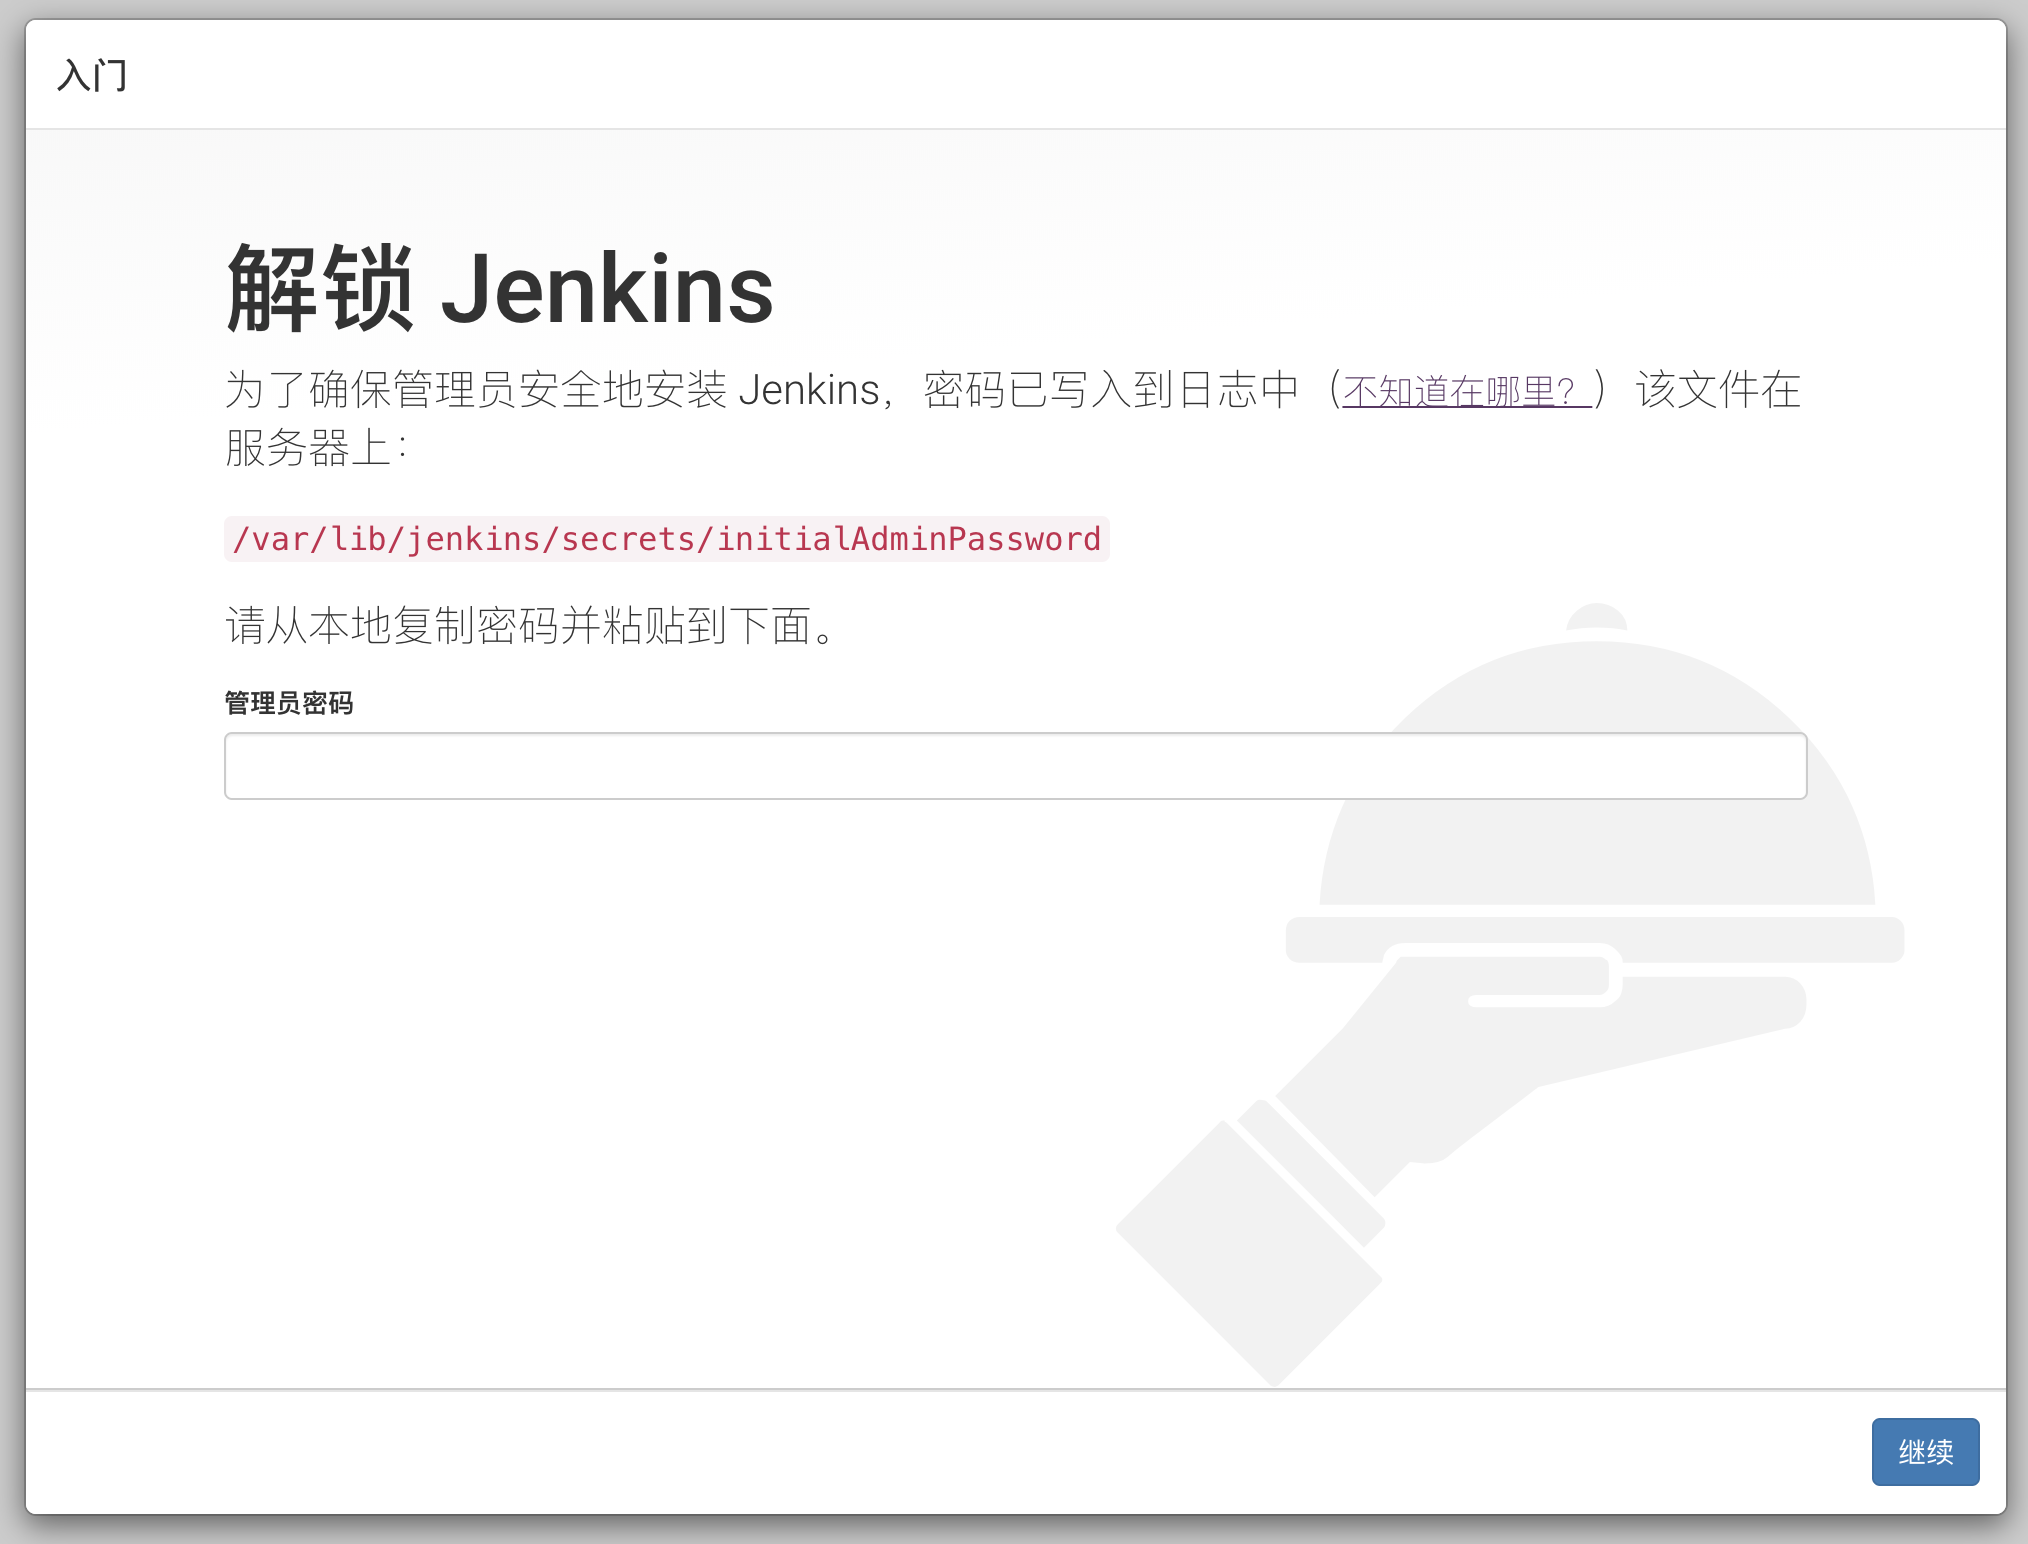 入门
解锁 Jenkins
为了确保管理员安全地安装 Jenkins，密码已写入到日志中（不知道在哪里？）该文件在
服务器上：
/var/lib/jenkins/secrets/initialAdminPassword
请从本地复制密码并粘贴到下面。
管理员密码
继续